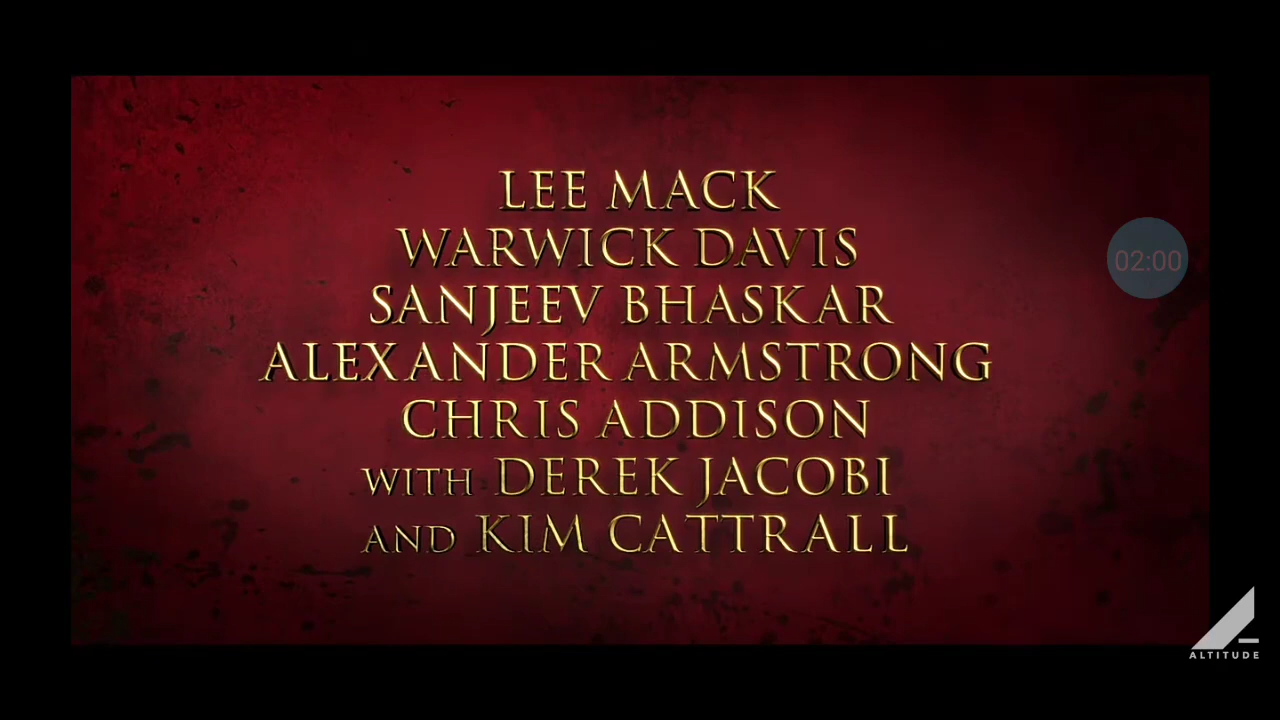 LEE MACK
WARWICK DAVIS
SANJEEV BHASKAR
ALEXANDER ARMSTRONG
CHRIS ADDISON
WITH DEREK JACOBI
AND KIM CATTRALL
02:00
ALTITUDE